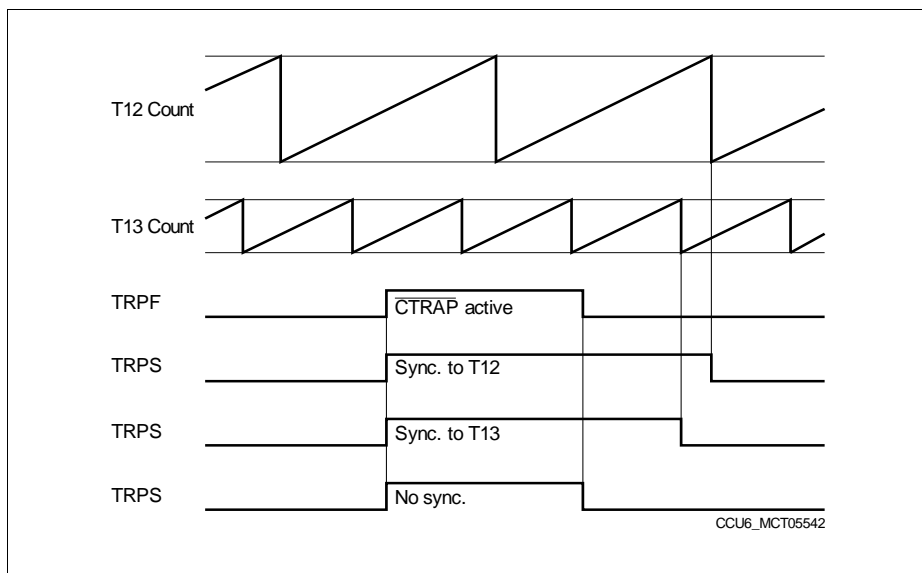 T12 Count
T13 Count
TRPF
CTRAP active
TRPS
Sync. to T12
TRPS
Sync. to T13
TRPS
No sync.
CCU6_MCT05542